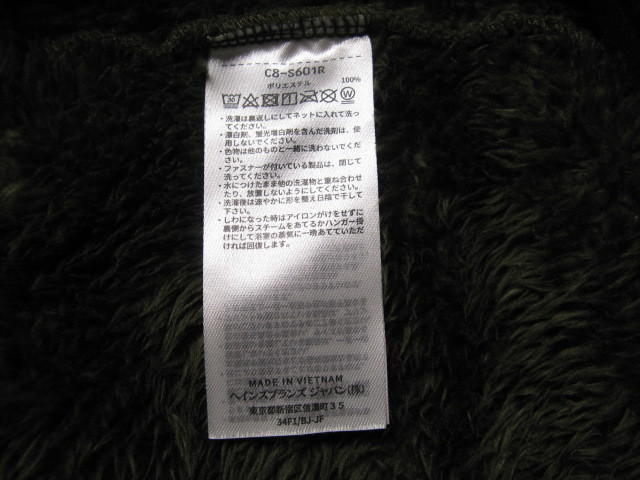 C8-S601R
ポリエステル 100%
30
W
・洗濯は裏返しにしてネットに入れて洗っ
てください。
・漂白剤、蛍光増白剤を含んだ洗剤は、使
用しないでください。
・色物は他のものと一緒に洗わないでくだ
さい。
・ファスナーが付いている製品は、閉じて
洗ってください。
・水につけたまま他の洗濯物と重ね合わせ
たり、放置しないようにしてください。
・洗濯後は速やかに形を整え日陰で干して
下さい。
・しわになった時はアイロンがけをせずに
裏側からスチームをあてるかハンガー掛
けにして浴室の蒸気に一晩あてていただ
ければ回復します。
MADE IN VIETNAM
ヘインズブランズ ジャパン(株)
東京都新宿区信濃町35
34F1/BJ-JF